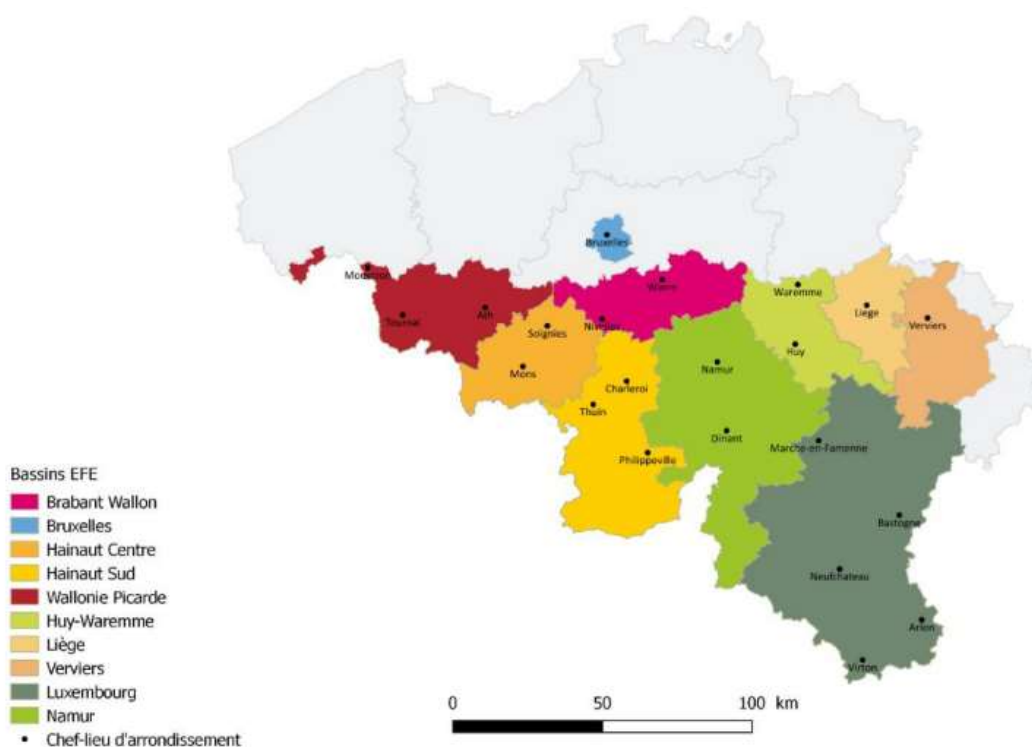 Bruxelles
Mouscron
Wavre
Waremme
Tournai
Ath
Soignies
Nivelles
Liège
Verviers
Huy
Mons
Charleroi
Namur
Thuin
Dinant
Marche-en-Famenne
Philippeville
Bastogne
Neufchateau
Arlon
Virton
Bassins EFE
Brabant Wallon
Bruxelles
Hainaut Centre
Hainaut Sud
Wallonie Picarde
Huy-Waremme
Liège
Verviers
Luxembourg
Namur
Chef-lieu d'arrondissement
0 50 100 km